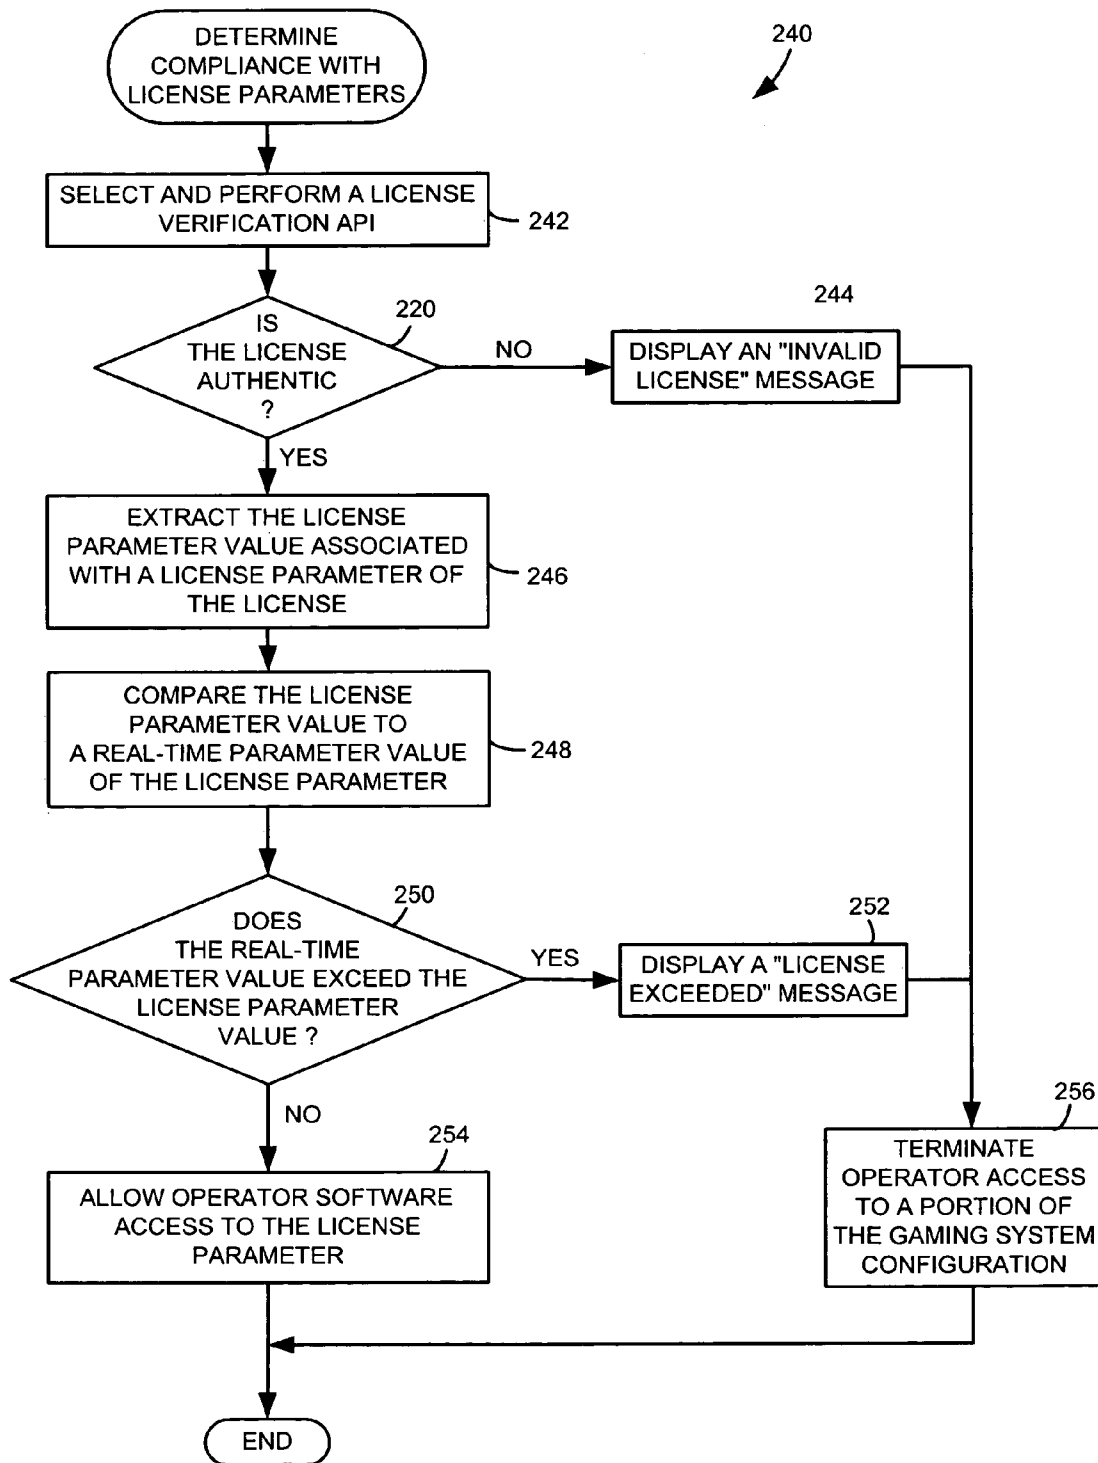 DETERMINE
COMPLIANCE WITH
LICENSE PARAMETERS
240
SELECT AND PERFORM A LICENSE
VERIFICATION API
242
IS
THE LICENSE
AUTHENTIC
?
220
NO
244
DISPLAY AN "INVALID
LICENSE" MESSAGE
YES
EXTRACT THE LICENSE
PARAMETER VALUE ASSOCIATED
WITH A LICENSE PARAMETER OF
THE LICENSE
246
COMPARE THE LICENSE
PARAMETER VALUE TO
A REAL-TIME PARAMETER VALUE
OF THE LICENSE PARAMETER
248
DOES
THE REAL-TIME
PARAMETER VALUE EXCEED THE
LICENSE PARAMETER
VALUE ?
250
YES
252
DISPLAY A "LICENSE
EXCEEDED" MESSAGE
NO
254
ALLOW OPERATOR SOFTWARE
ACCESS TO THE LICENSE
PARAMETER
256
TERMINATE
OPERATOR ACCESS
TO A PORTION OF
THE GAMING SYSTEM
CONFIGURATION
END